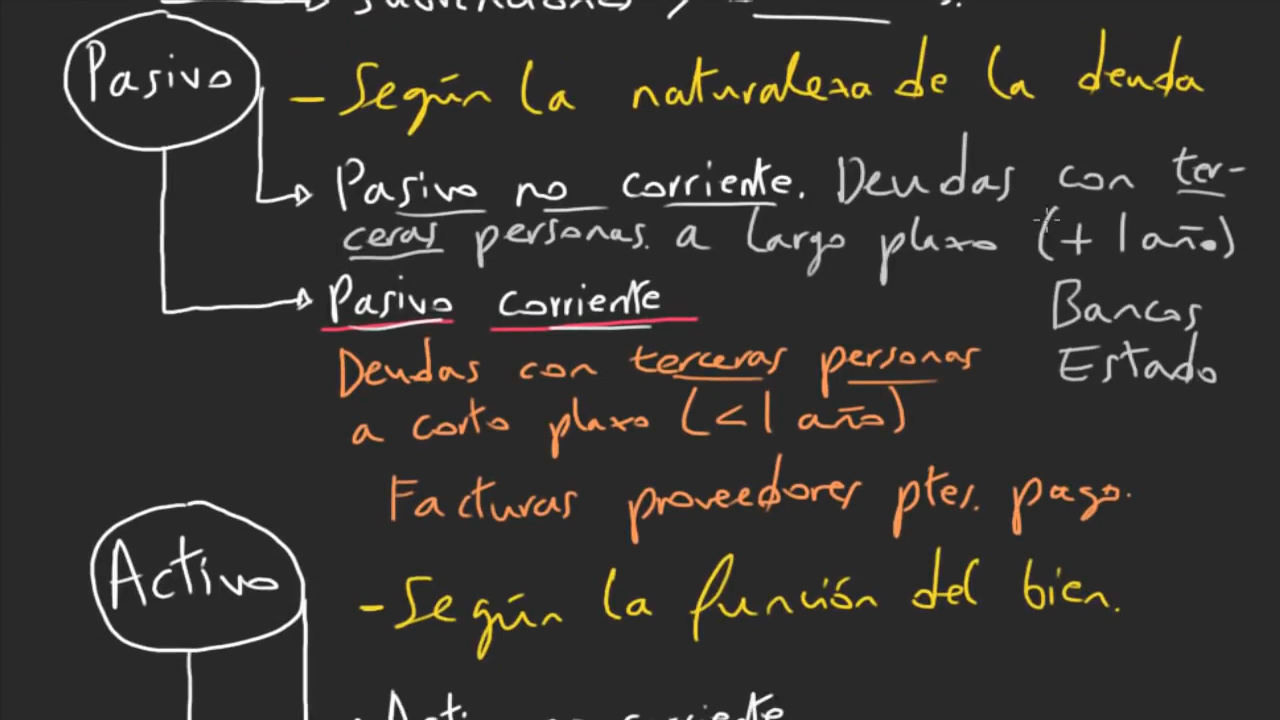 Pasivo
- Según la naturaleza de la deuda
Pasivo no corriente. Deudas con ter-
ceras personas. a largo plazo (+ 1 año)
Bancos
Estado
Pasivo corriente
Deudas con terceras personas
a corto plazo (< 1 año)
Facturas proveedores ptes. pago.
Activo
- Según la función del bien.